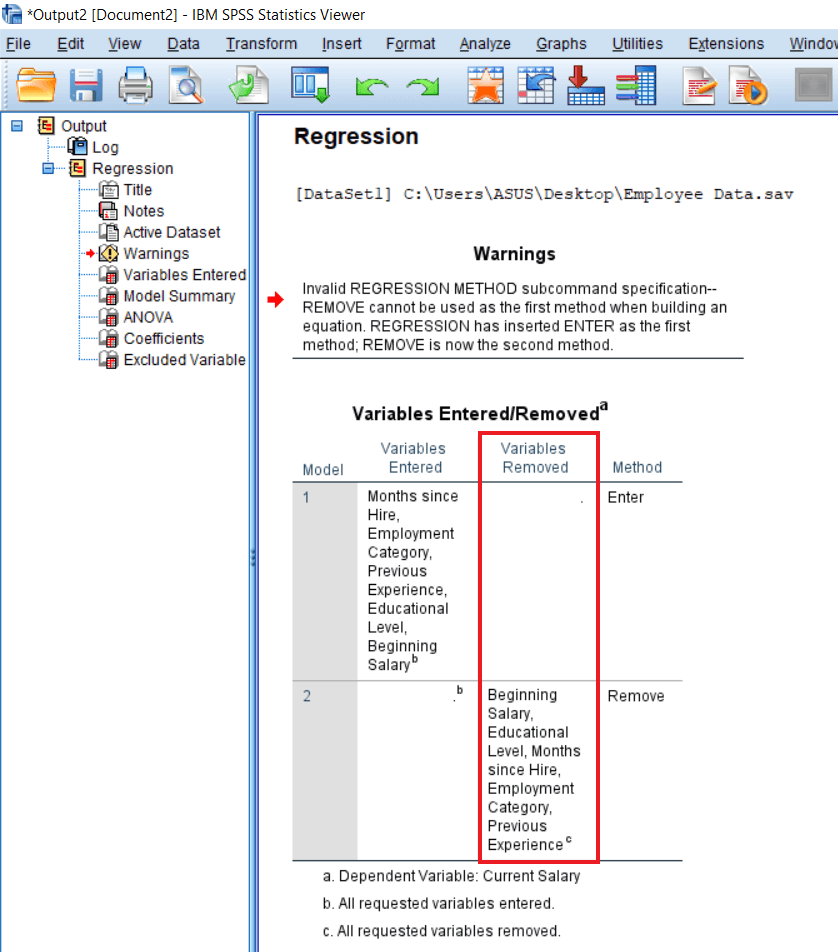 *Output2 [Document2] - IBM SPSS Statistics Viewer
File Edit View Data Transform Insert Format Analyze Graphs Utilities Extensions Window
Output
Log
Regression
Title
Notes
Active Dataset
Warnings
Variables Entered
Model Summary
ANOVA
Coefficients
Excluded Variable
Regression
[DataSet1] C:\Users\ASUS\Desktop\Employee Data.sav
Warnings
Invalid REGRESSION METHOD subcommand specification--
REMOVE cannot be used as the first method when building an
equation. REGRESSION has inserted ENTER as the first
method; REMOVE is now the second method.
Variables Entered/Removedᵃ
Model
Variables
Entered
Variables
Removed
Method
1
Months since
Hire,
Employment
Category,
Previous
Experience,
Educational
Level,
Beginning
Salaryᵇ
.
Enter
2
.ᵇ
Beginning
Salary,
Educational
Level, Months
since Hire,
Employment
Category,
Previous
Experienceᶜ
Remove
a. Dependent Variable: Current Salary
b. All requested variables entered.
c. All requested variables removed.